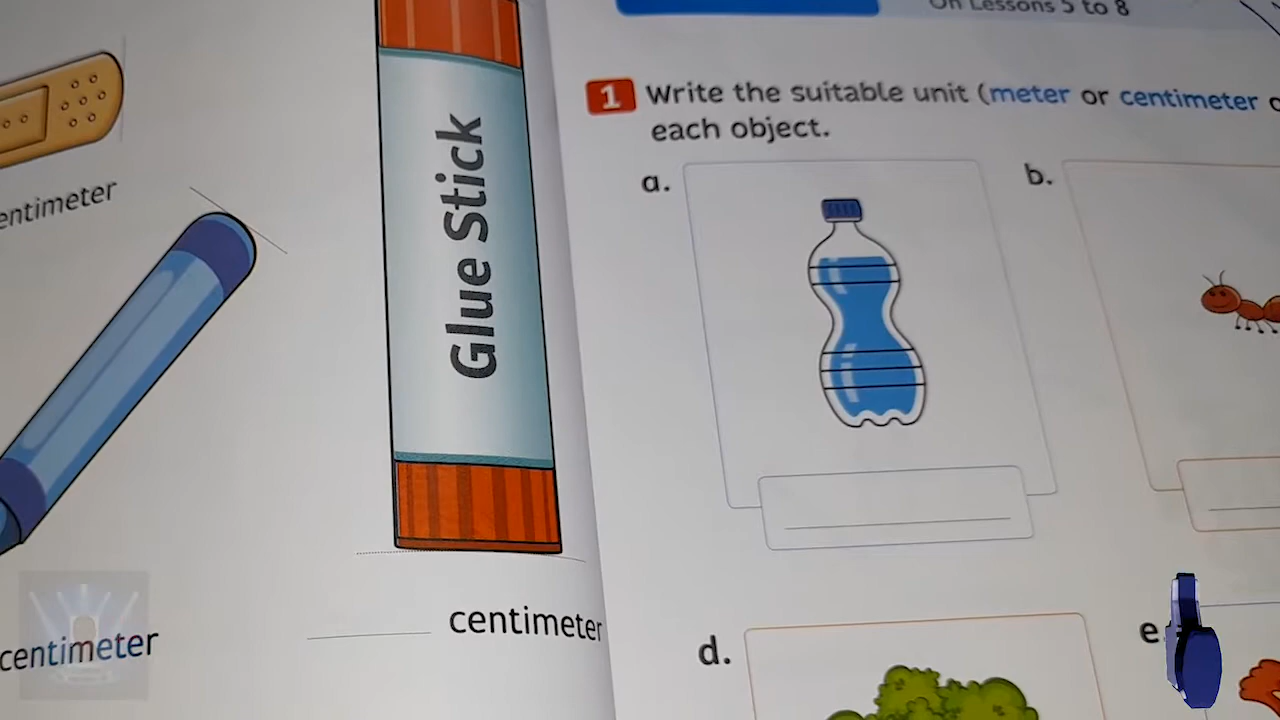 entimeter
Glue Stick
centimeter
centimeter
On Lessons 5 to 8
1 Write the suitable unit (meter or centimeter
each object.
a.
b.
d.
e